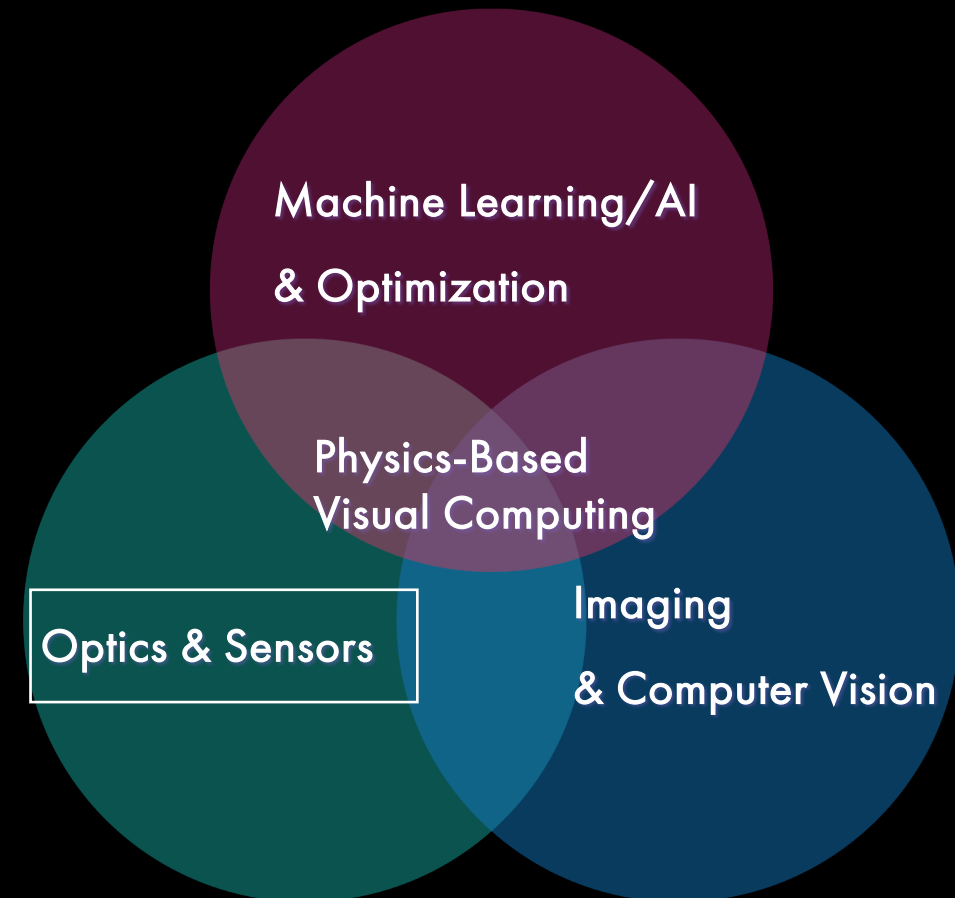 Machine Learning/AI
& Optimization
Physics-Based
Visual Computing
Imaging
& Computer Vision
Optics & Sensors